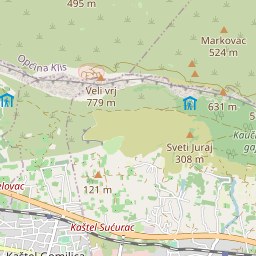 495 m
Markovac
524 m
Općina Klis
Veli vrj
779 m
631 m
Sveti Juraj
308 m
121 m
Kaštel Sućurac
Kaštel Gomilica